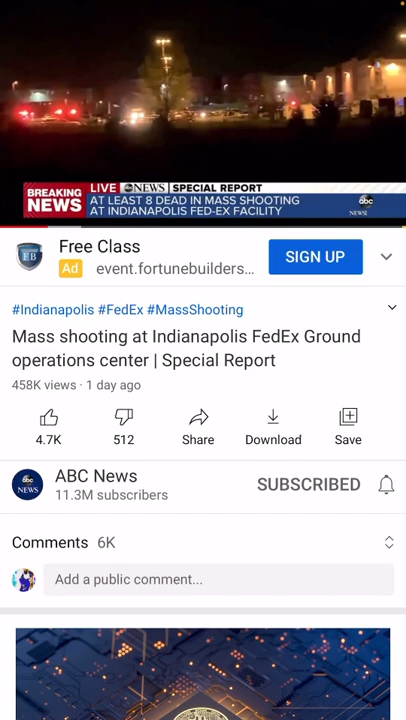 BREAKING
NEWS
LIVE abc NEWS SPECIAL REPORT
AT LEAST 8 DEAD IN MASS SHOOTING
AT INDIANAPOLIS FED-EX FACILITY
abc
NEWS
FB
Free Class
Ad event.fortunebuilders...
SIGN UP
#Indianapolis #FedEx #MassShooting
Mass shooting at Indianapolis FedEx Ground
operations center | Special Report
458K views · 1 day ago
4.7K
512
Share
Download
Save
abc
NEWS
ABC News
11.3M subscribers
SUBSCRIBED
Comments 6K
Add a public comment...